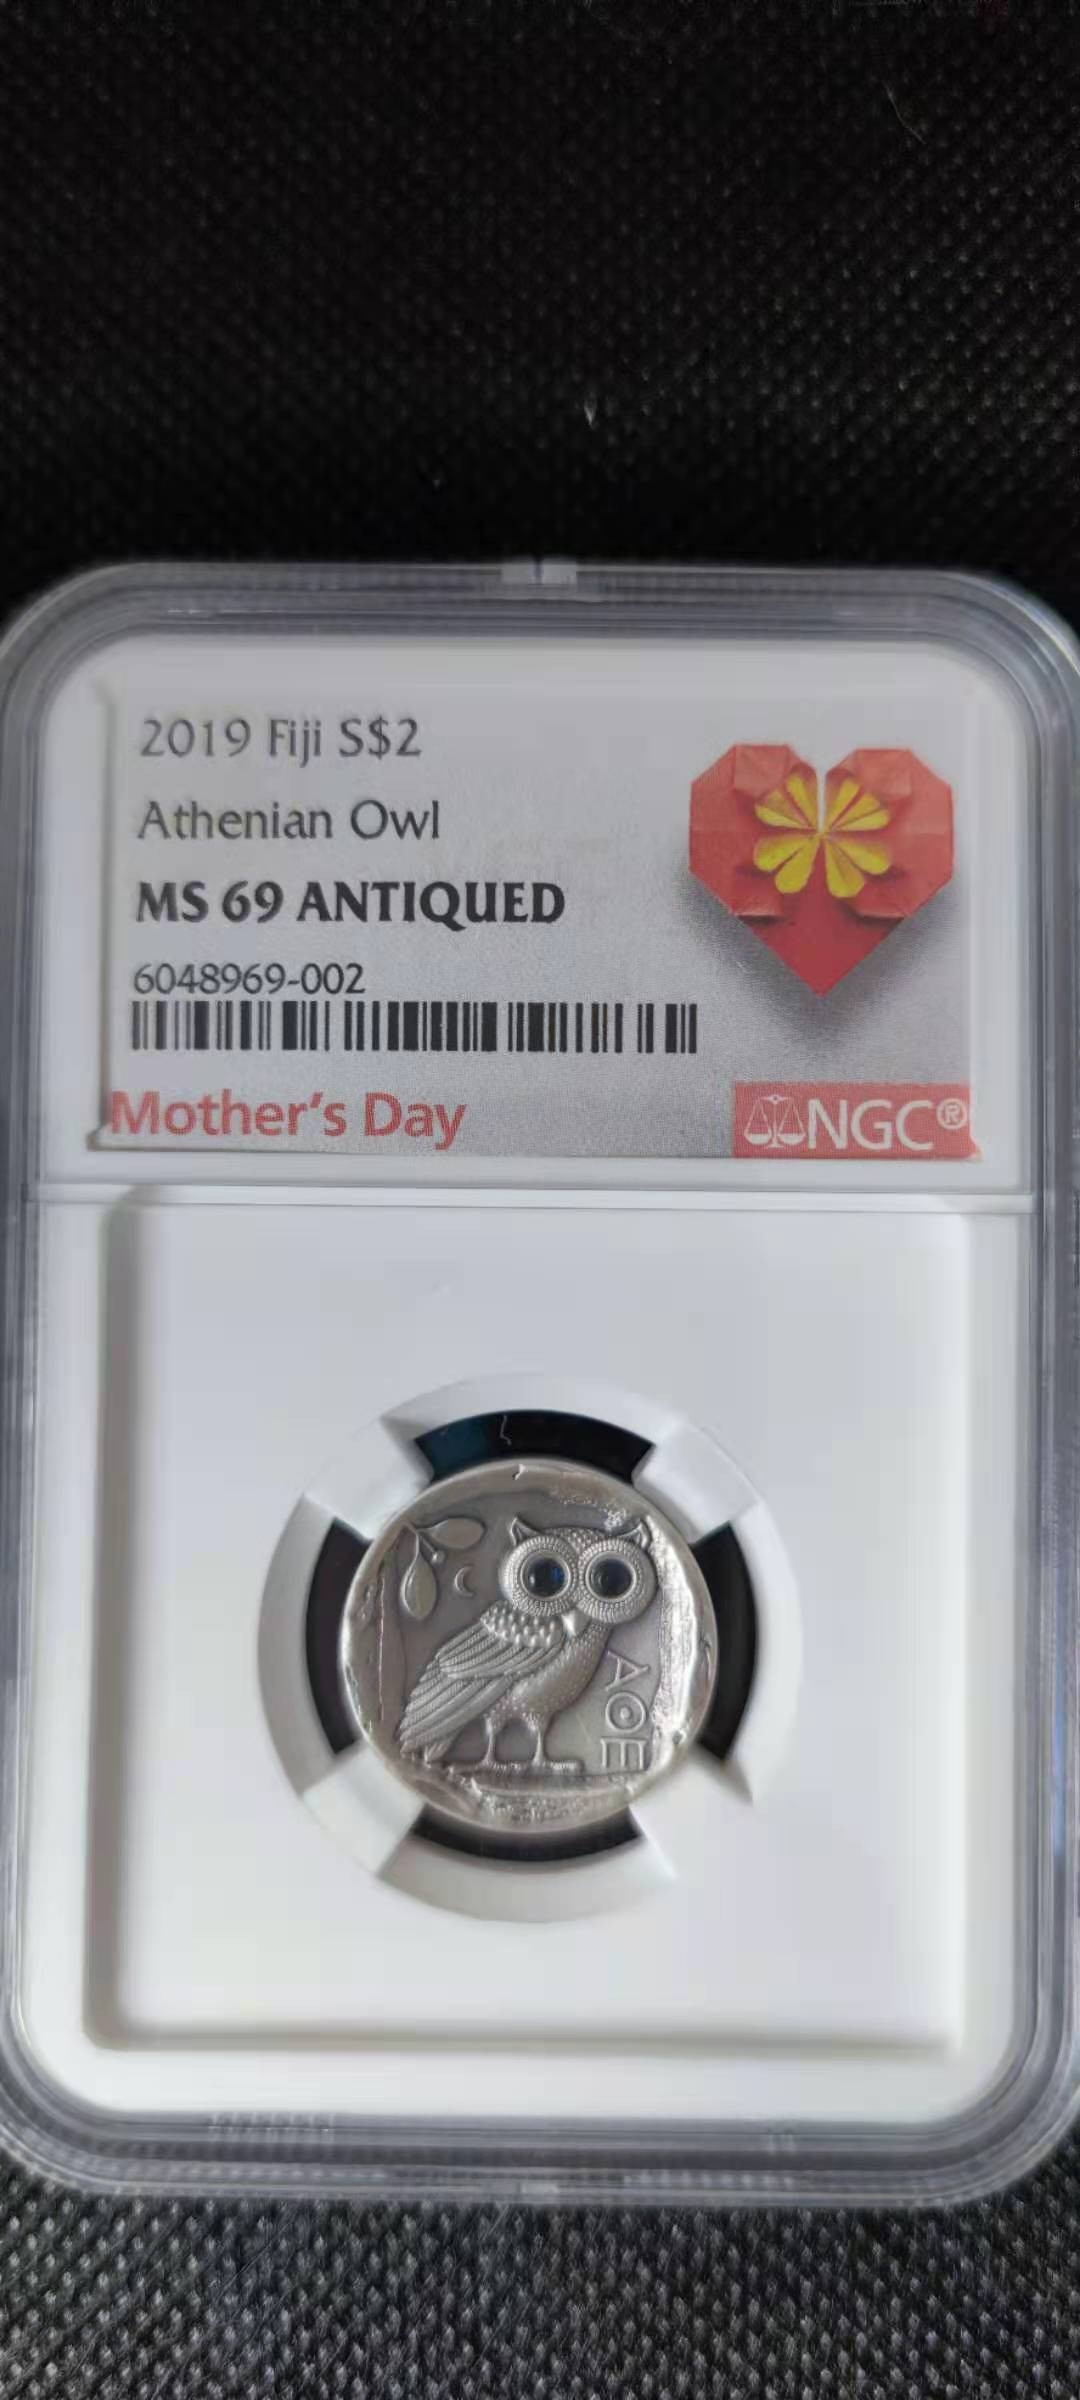 2019 Fiji S$2
Athenian Owl
MS 69 ANTIQUED
6048969-002
Mother's Day
NGC®
ΑΘΕ